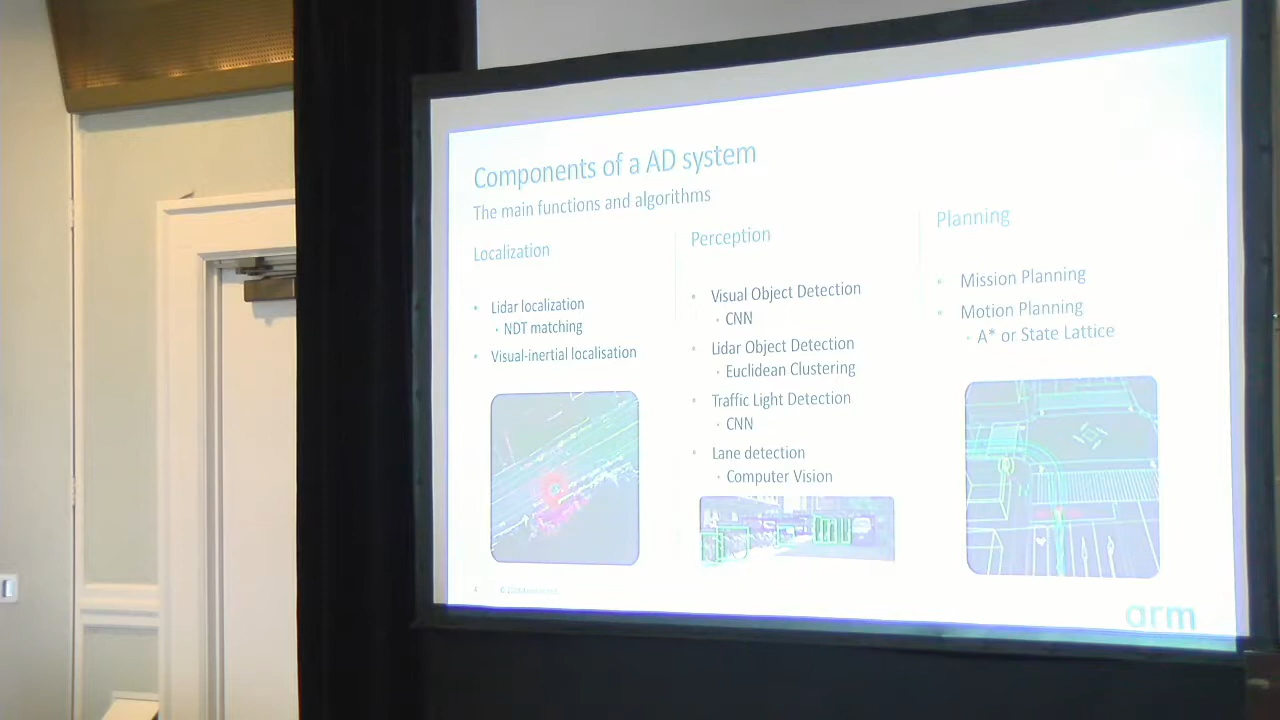 Components of a AD system
The main functions and algorithms
Localization
Lidar localization
NDT matching
Visual-inertial localisation
Perception
Visual Object Detection
CNN
Lidar Object Detection
Euclidean Clustering
Traffic Light Detection
CNN
Lane detection
Computer Vision
Planning
Mission Planning
Motion Planning
A* or State Lattice
arm